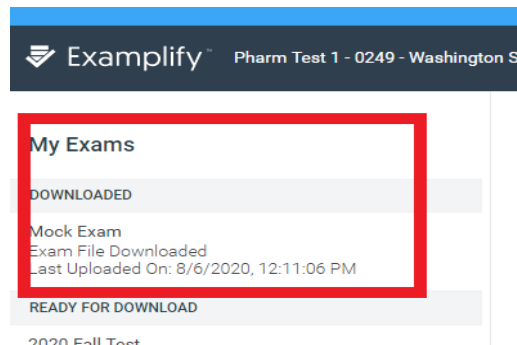 Examplify™ Pharm Test 1 - 0249 - Washington S
My Exams
DOWNLOADED
Mock Exam
Exam File Downloaded
Last Uploaded On: 8/6/2020, 12:11:06 PM
READY FOR DOWNLOAD
2020 Fall Test